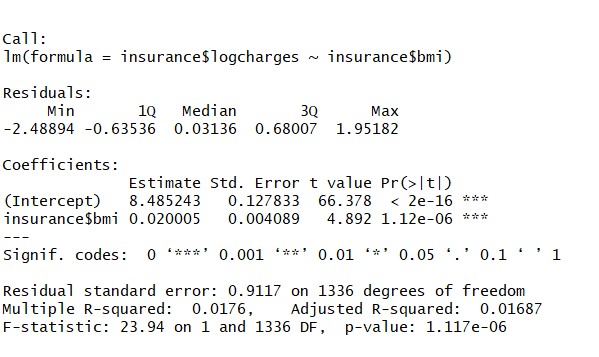 Call:
lm(formula = insurance$logcharges ~ insurance$bmi)
Residuals:
Min 1Q Median 3Q Max
-2.48894 -0.63536 0.03136 0.68007 1.95182
Coefficients:
Estimate Std. Error t value Pr(>|t|)
(Intercept) 8.485243 0.127833 66.378 < 2e-16 ***
insurance$bmi 0.020005 0.004089 4.892 1.12e-06 ***
---
Signif. codes: 0 ‘***’ 0.001 ‘**’ 0.01 ‘*’ 0.05 ‘.’ 0.1 ‘ ’ 1
Residual standard error: 0.9117 on 1336 degrees of freedom
Multiple R-squared: 0.0176, Adjusted R-squared: 0.01687
F-statistic: 23.94 on 1 and 1336 DF, p-value: 1.117e-06